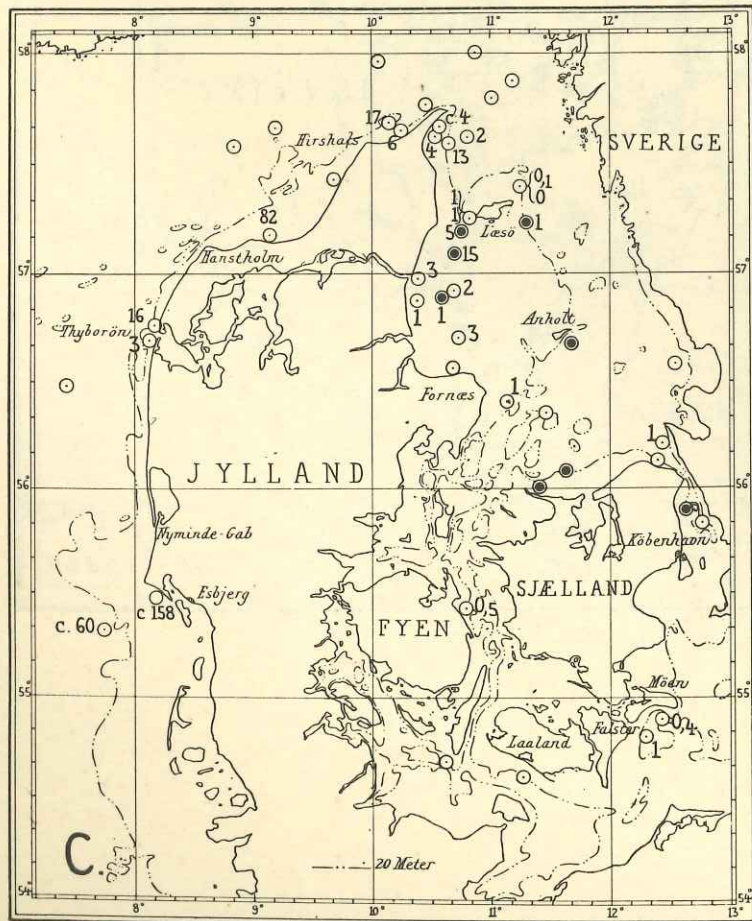 8° 9° 10° 11° 12° 13°
58° 58°
17
c. 4
6
4
2
13
Hirshals
SVERIGE
0,1
0
82
1
1
1
5
Læsö
15
Hanstholm
57° 57°
3
2
16
1
1
Anholt
Thyborön
3
3
Fornæs
1
1
JYLLAND
56° 56°
Nyminde-Gab
Köbenhavn
Esbjerg
SJÆLLAND
c 158
0,5
c. 60
FYEN
55° 55°
Möen
Falster
0,4
Laaland
1
C.
20 Meter
54° 54°
8° 9° 10° 11° 12° 13°